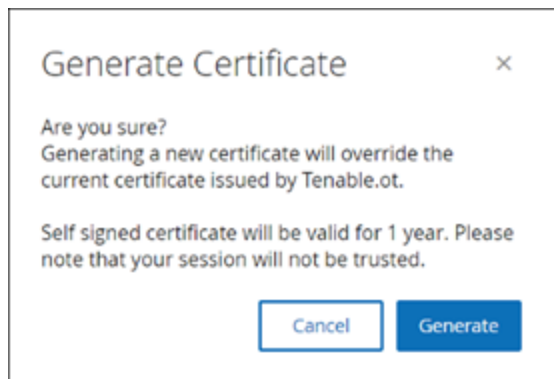 Generate Certificate ×
Are you sure?
Generating a new certificate will override the
current certificate issued by Tenable.ot.
Self signed certificate will be valid for 1 year. Please
note that your session will not be trusted.
Cancel Generate